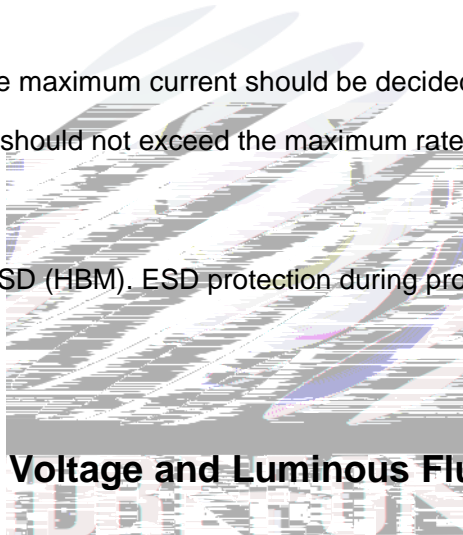 e maximum current should be decided
should not exceed the maximum rate
SD (HBM). ESD protection during pro
Voltage and Luminous Flu